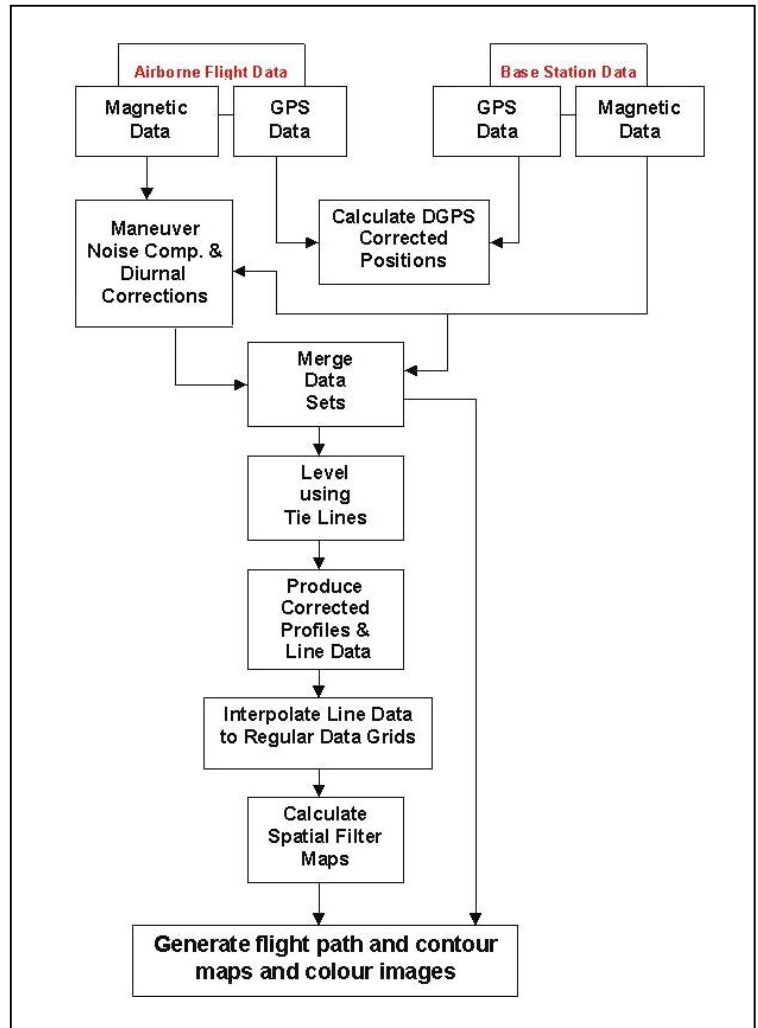 Airborne Flight Data
Base Station Data
Magnetic
Data
GPS
Data
GPS
Data
Magnetic
Data
Maneuver
Noise Comp. &
Diurnal
Corrections
Calculate DGPS
Corrected
Positions
Merge
Data
Sets
Level
using
Tie Lines
Produce
Corrected
Profiles &
Line Data
Interpolate Line Data
to Regular Data Grids
Calculate
Spatial Filter
Maps
Generate flight path and contour
maps and colour images